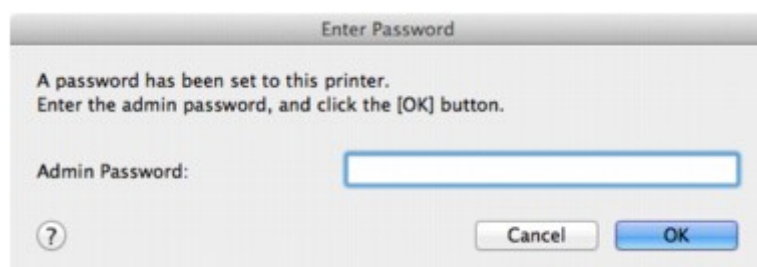 Enter Password
A password has been set to this printer.
Enter the admin password, and click the [OK] button.
Admin Password:
?
Cancel
OK